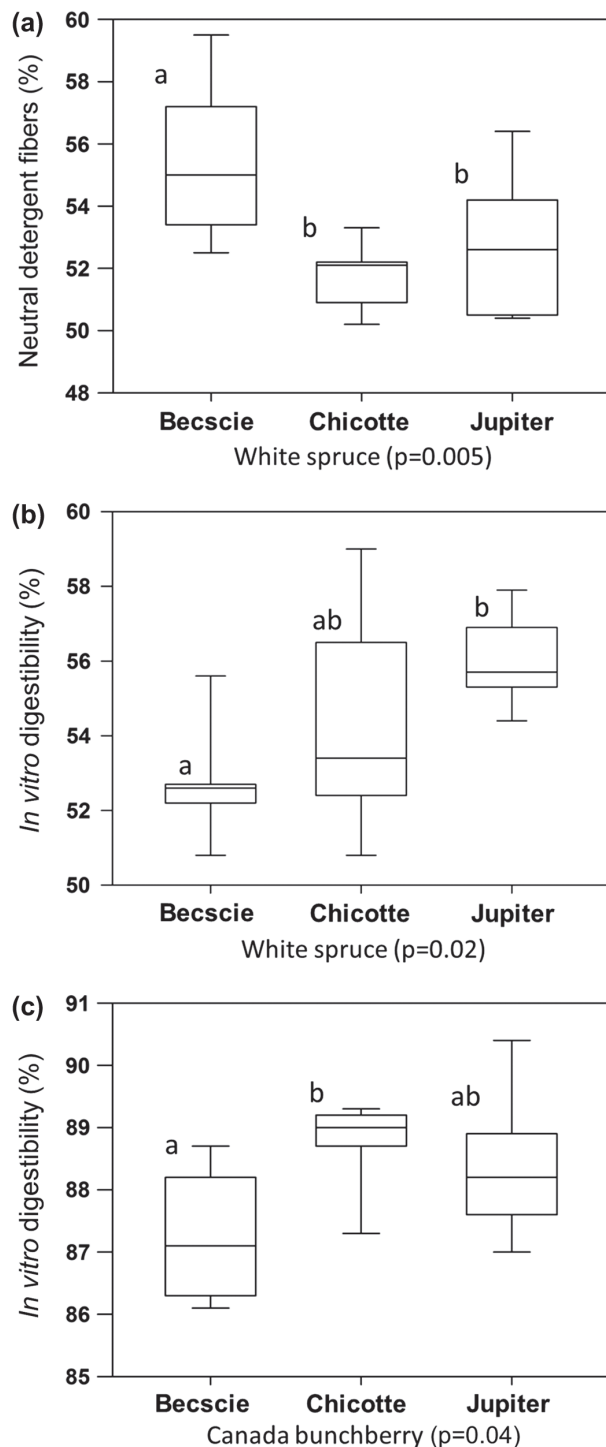 (a)
Neutral detergent fibers (%)
60
58
56
54
52
50
48
a
b
b
Becscie Chicotte Jupiter
White spruce (p=0.005)
(b)
In vitro digestibility (%)
60
58
56
54
52
50
a
ab
b
Becscie Chicotte Jupiter
White spruce (p=0.02)
(c)
In vitro digestibility (%)
91
90
89
88
87
86
85
a
b
ab
Becscie Chicotte Jupiter
Canada bunchberry (p=0.04)